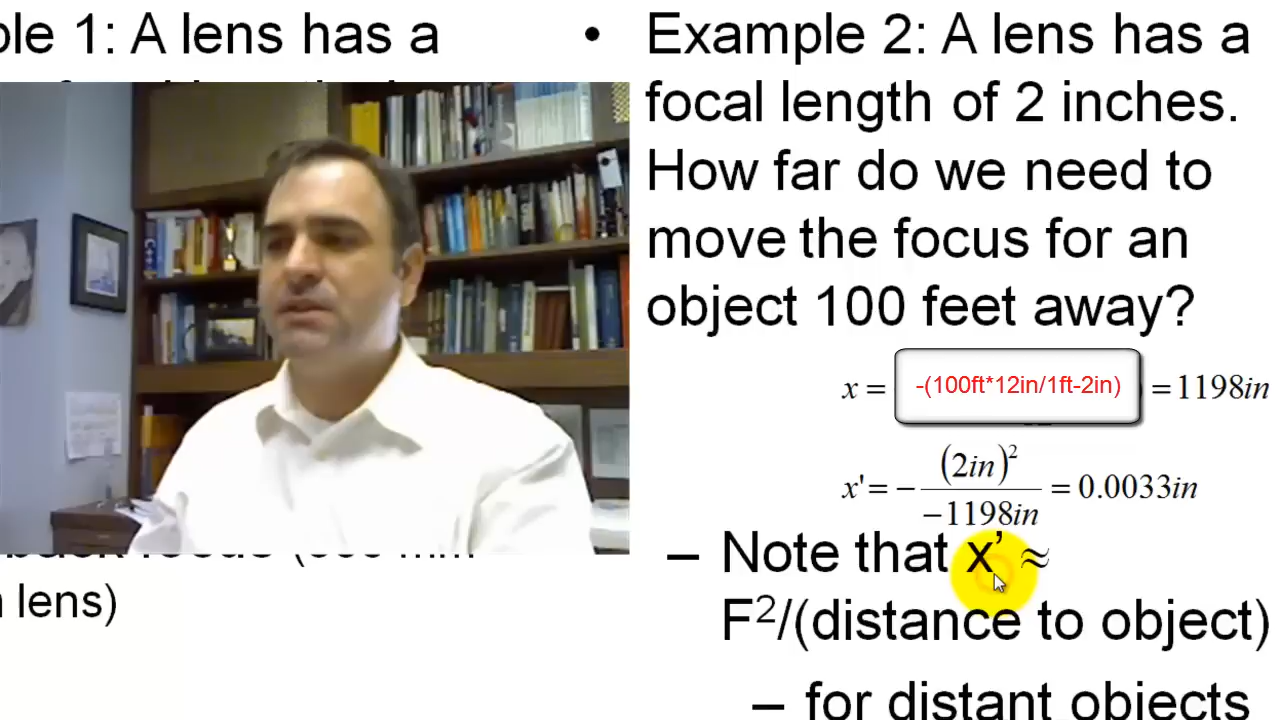 ple 1: A lens has a
lens)
• Example 2: A lens has a
focal length of 2 inches.
How far do we need to
move the focus for an
object 100 feet away?
x = -(100ft*12in/1ft-2in) = 1198in
x' = - (2in)² / -1198in = 0.0033in
– Note that x’ ≈
F²/(distance to object)
– for distant objects